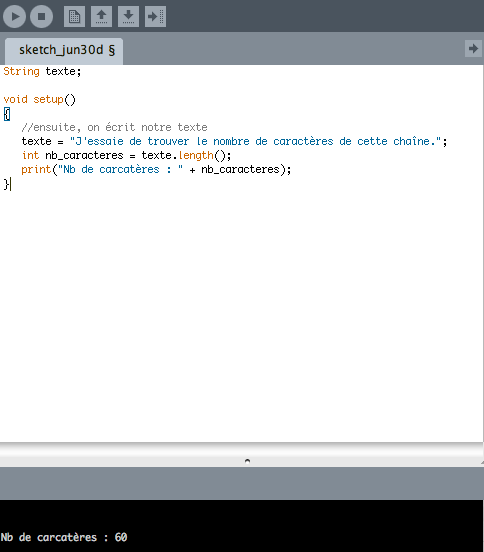 sketch_jun30d §
String texte;
void setup()
{
//ensuite, on écrit notre texte
texte = "J'essaie de trouver le nombre de caractères de cette chaîne.";
int nb_caracteres = texte.length();
print("Nb de carcatères : " + nb_caracteres);
}
Nb de carcatères : 60